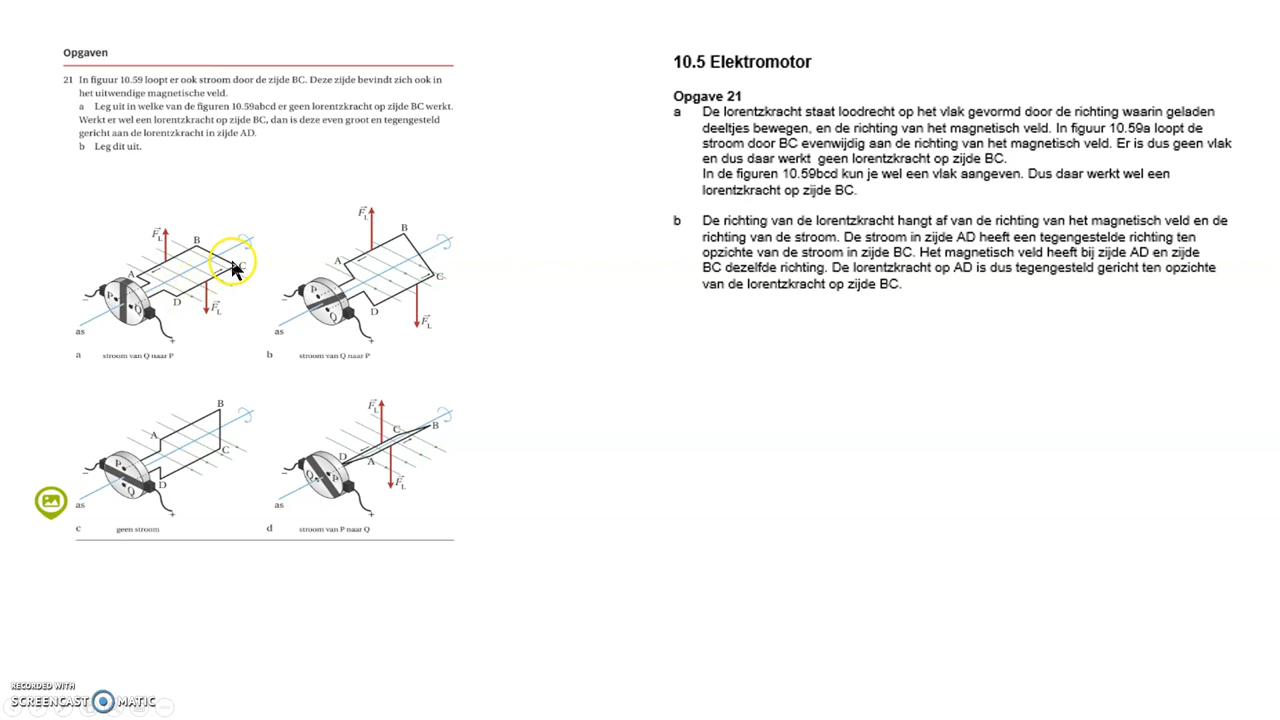 Opgaven
21 In figuur 10.59 loopt er ook stroom door de zijde BC. Deze zijde bevindt zich ook in
het uitwendige magnetische veld.
a Leg uit in welke van de figuren 10.59abcd er geen lorentzkracht op zijde BC werkt.
Werkt er wel een lorentzkracht op zijde BC, dan is deze even groot en tegengesteld
gericht aan de lorentzkracht in zijde AD.
b Leg dit uit.
F_L B C A P Q D F_L
− + as
a stroom van Q naar P
F_L B A C P Q D F_L
− + as
b stroom van Q naar P
B A C P D Q
− + as
c geen stroom
F_L C B D A Q P F_L
− + as
d stroom van P naar Q
10.5 Elektromotor
Opgave 21
a De lorentzkracht staat loodrecht op het vlak gevormd door de richting waarin geladen
deeltjes bewegen, en de richting van het magnetisch veld. In figuur 10.59a loopt de
stroom door BC evenwijdig aan de richting van het magnetisch veld. Er is dus geen vlak
en dus daar werkt geen lorentzkracht op zijde BC.
In de figuren 10.59bcd kun je wel een vlak aangeven. Dus daar werkt wel een
lorentzkracht op zijde BC.
b De richting van de lorentzkracht hangt af van de richting van het magnetisch veld en de
richting van de stroom. De stroom in zijde AD heeft een tegengestelde richting ten
opzichte van de stroom in zijde BC. Het magnetisch veld heeft bij zijde AD en zijde
BC dezelfde richting. De lorentzkracht op AD is dus tegengesteld gericht ten opzichte
van de lorentzkracht op zijde BC.
RECORDED WITH
SCREENCAST MATIC